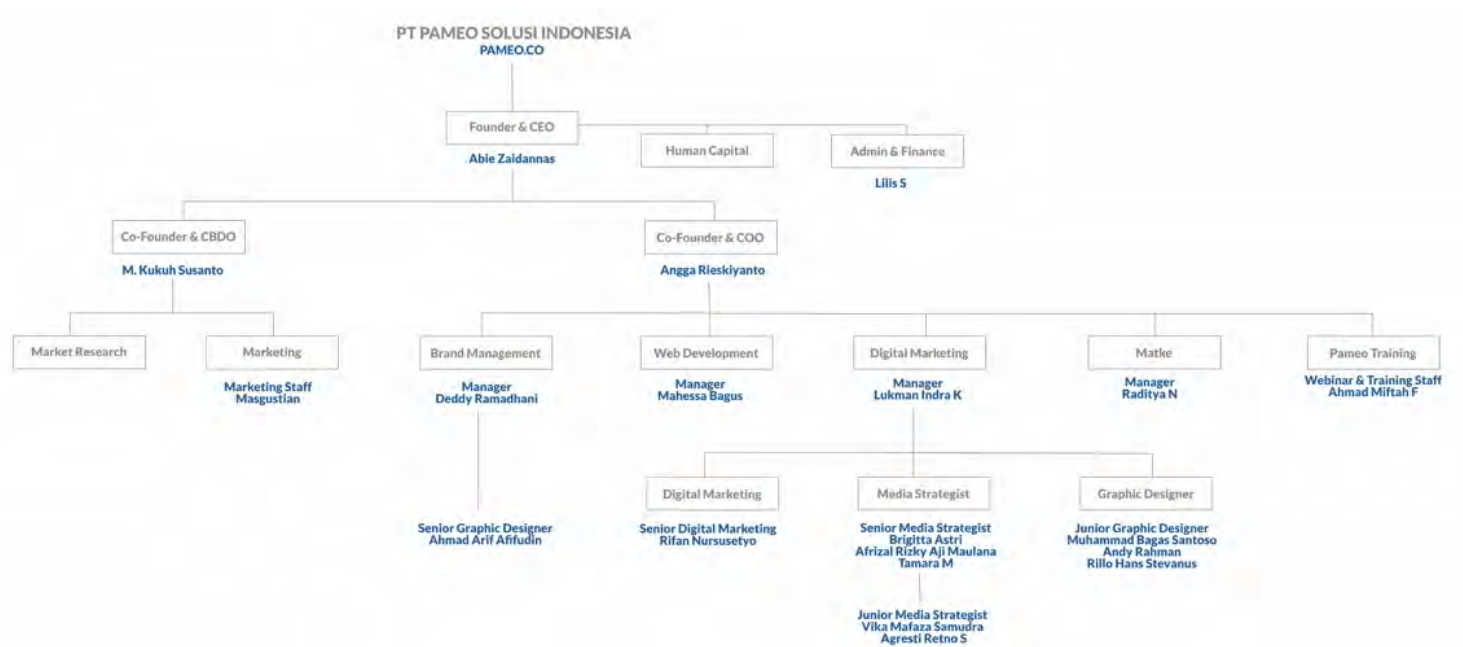 PT PAMEO SOLUSI INDONESIA
PAMEO.CO
Founder & CEO
Abie Zaidannas
Human Capital
Admin & Finance
Lilis S
Co-Founder & CBDO
M. Kukuh Susanto
Co-Founder & COO
Angga Rieskiyanto
Market Research
Marketing
Marketing Staff
Masgustian
Brand Management
Manager
Deddy Ramadhani
Web Development
Manager
Mahessa Bagus
Digital Marketing
Manager
Lukman Indra K
Matke
Manager
Raditya N
Pameo Training
Webinar & Training Staff
Ahmad Miftah F
Senior Graphic Designer
Ahmad Arif Afifudin
Digital Marketing
Senior Digital Marketing
Rifan Nursusetyo
Media Strategist
Senior Media Strategist
Brigitta Astri
Afrizal Rizky Aji Maulana
Tamara M
Junior Media Strategist
Vika Mafaza Samudra
Agresti Retno S
Graphic Designer
Junior Graphic Designer
Muhammad Bagas Santoso
Andy Rahman
Rillo Hans Stevanus